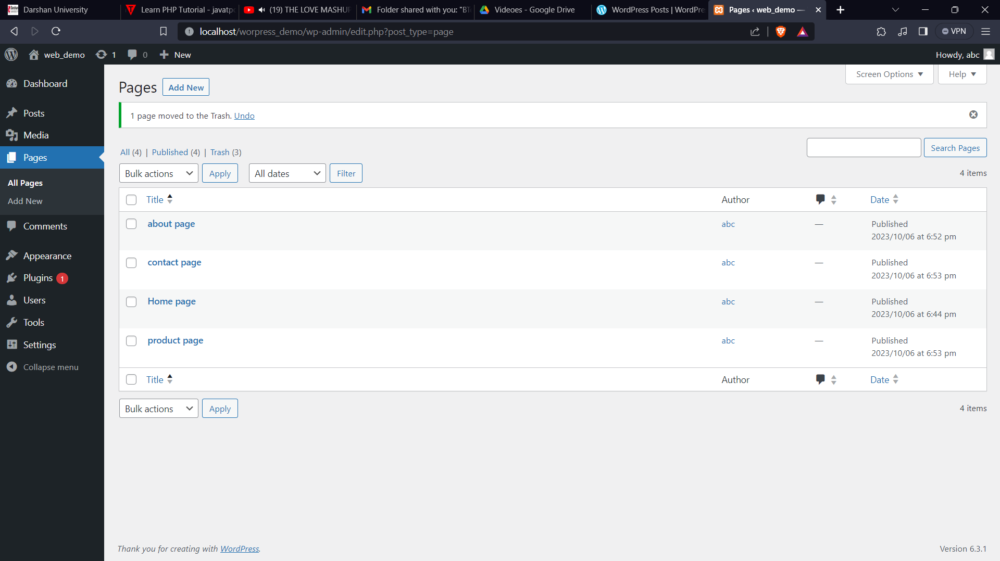 Darshan University
Learn PHP Tutorial - javatp
(19) THE LOVE MASHUP
Folder shared with you: "BT
Videoes - Google Drive
WordPress Posts | WordPre
Pages ‹ web_demo —
localhost/worpress_demo/wp-admin/edit.php?post_type=page
VPN
web_demo
1
0
New
Howdy, abc
Dashboard
Posts
Media
Pages
All Pages
Add New
Comments
Appearance
Plugins 1
Users
Tools
Settings
Collapse menu
Screen Options
Help
Pages
Add New
1 page moved to the Trash. Undo
All (4) | Published (4) | Trash (3)
Search Pages
Bulk actions
Apply
All dates
Filter
4 items
Title
Author
Date
about page
abc
—
Published
2023/10/06 at 6:52 pm
contact page
abc
—
Published
2023/10/06 at 6:53 pm
Home page
abc
—
Published
2023/10/06 at 6:44 pm
product page
abc
—
Published
2023/10/06 at 6:53 pm
Title
Author
Date
Bulk actions
Apply
4 items
Thank you for creating with WordPress.
Version 6.3.1